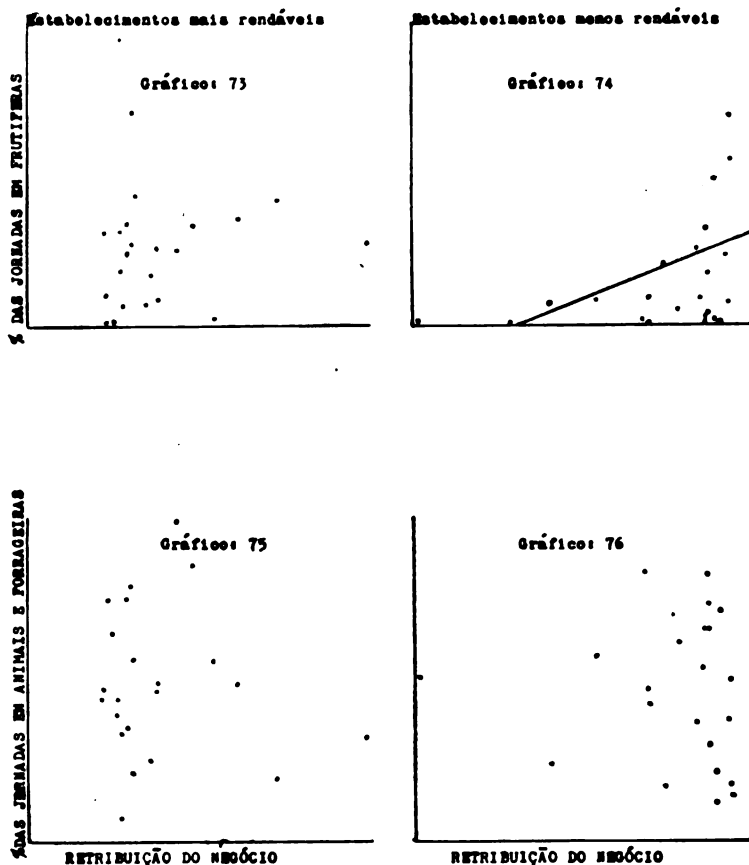 Estabelecimentos mais rendáveis
Estabelecimentos menos rendáveis
Gráfico: 73
Gráfico: 74
% DAS JORNADAS EM FRUTIFERAS
Gráfico: 75
Gráfico: 76
% DAS JERNADAS EM ANIMAIS E FORRAGEIRAS
RETRIBUIÇÃO DO NEGÓCIO
RETRIBUIÇÃO DO NEGÓCIO